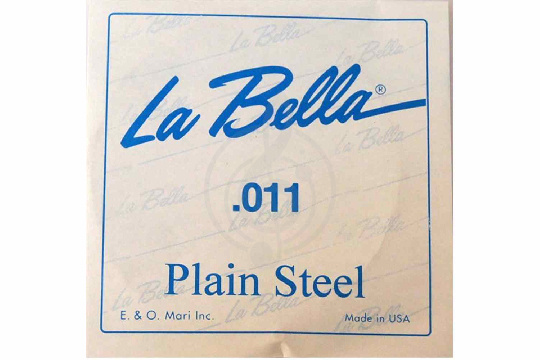 La Bella®
.011
Plain Steel
E. & O. Mari Inc. Made in USA